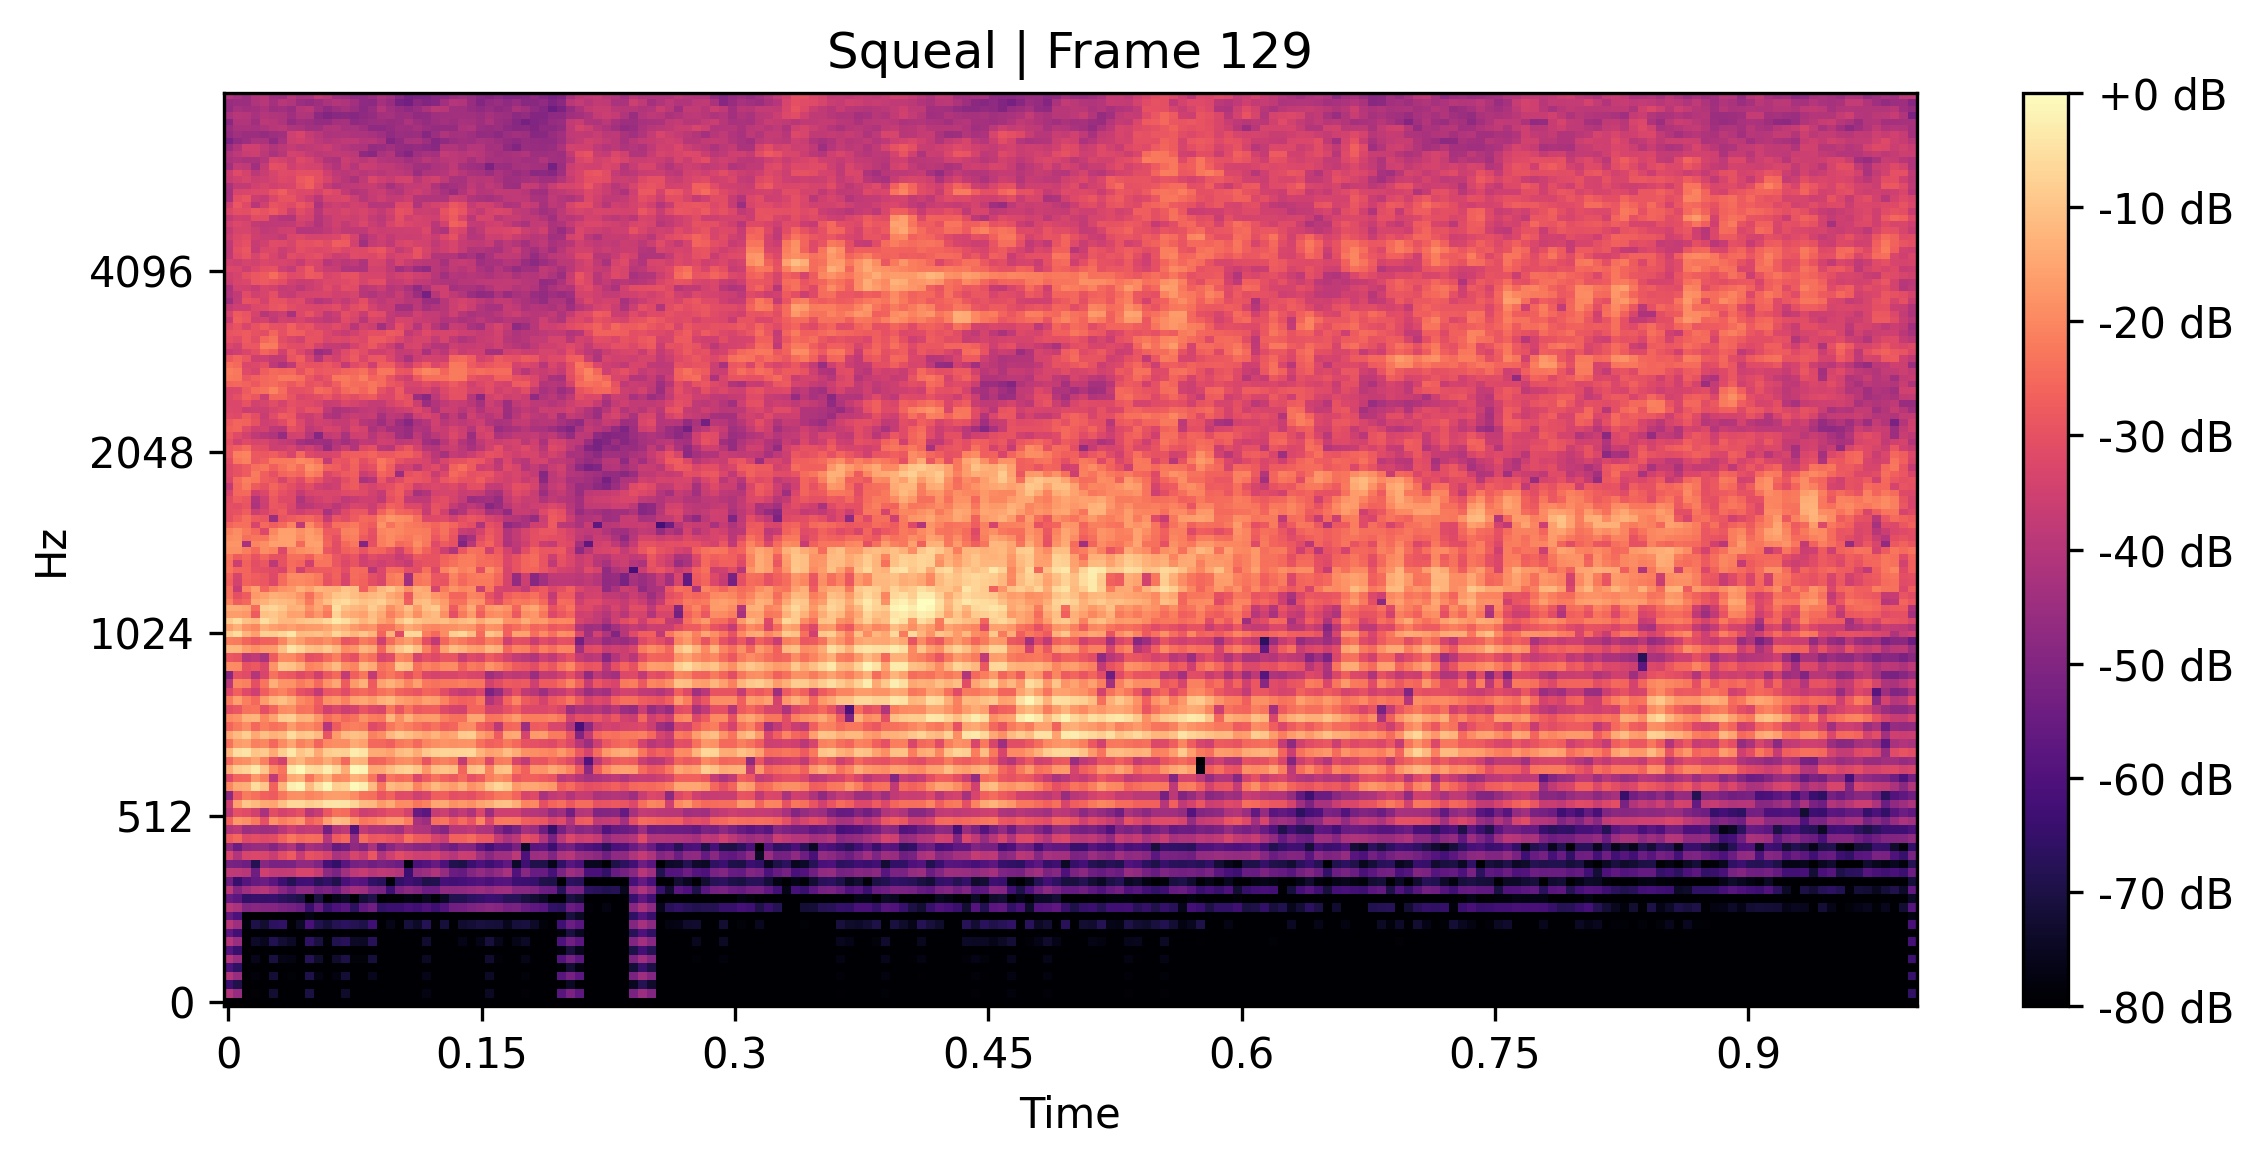 Squeal | Frame 129
Hz
4096
2048
1024
512
0
0 0.15 0.3 0.45 0.6 0.75 0.9
Time
+0 dB
-10 dB
-20 dB
-30 dB
-40 dB
-50 dB
-60 dB
-70 dB
-80 dB